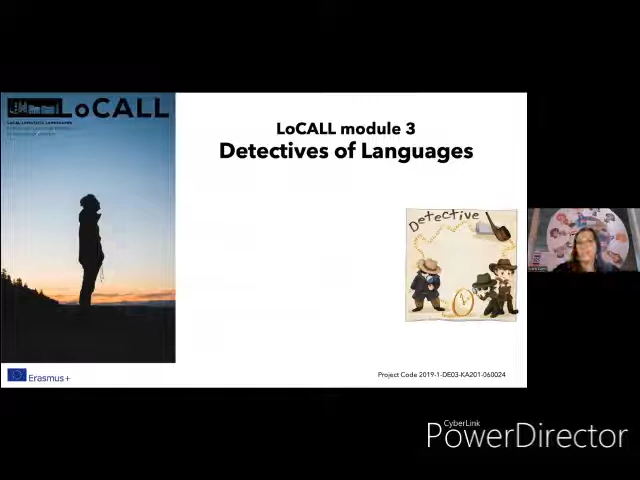 LoCALL
LoCALL module 3
Detectives of Languages
Detective
Erasmus+
Project Code 2019-1-DE03-KA201-060024
CyberLink
PowerDirector